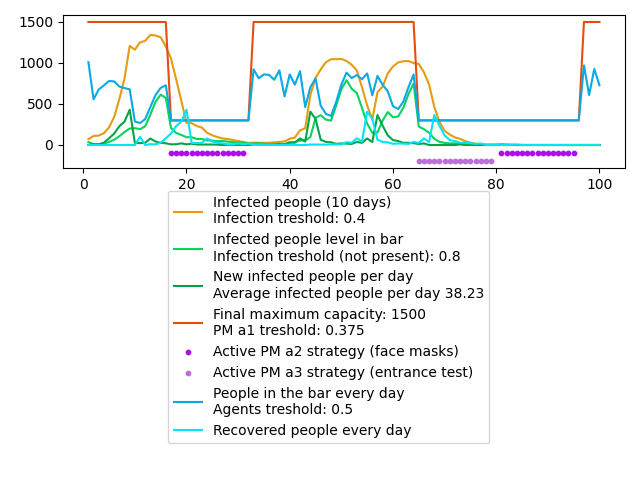 1500
1000
500
0
0 20 40 60 80 100
Infected people (10 days)
Infection treshold: 0.4
Infected people level in bar
Infection treshold (not present): 0.8
New infected people per day
Average infected people per day 38.23
Final maximum capacity: 1500
PM a1 treshold: 0.375
Active PM a2 strategy (face masks)
Active PM a3 strategy (entrance test)
People in the bar every day
Agents treshold: 0.5
Recovered people every day